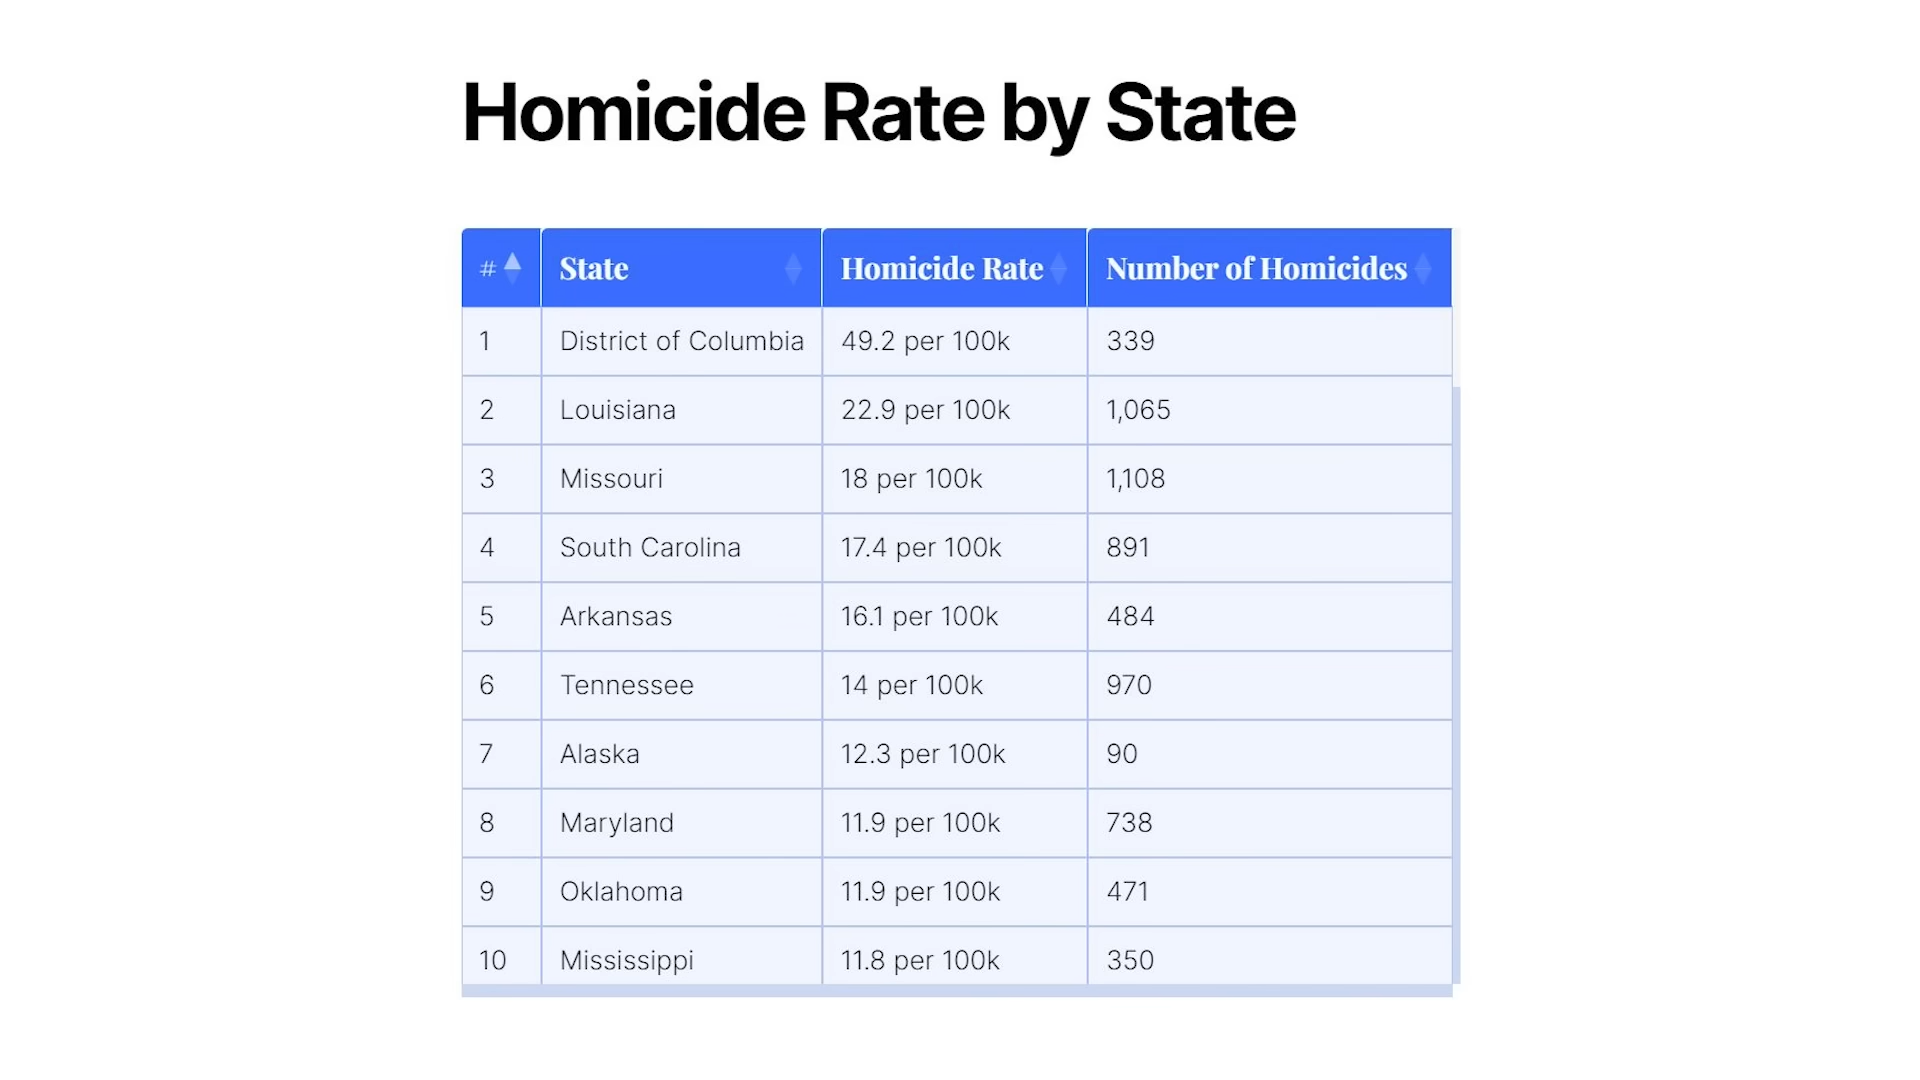 Homicide Rate by State
# State Homicide Rate Number of Homicides
1 District of Columbia 49.2 per 100k 339
2 Louisiana 22.9 per 100k 1,065
3 Missouri 18 per 100k 1,108
4 South Carolina 17.4 per 100k 891
5 Arkansas 16.1 per 100k 484
6 Tennessee 14 per 100k 970
7 Alaska 12.3 per 100k 90
8 Maryland 11.9 per 100k 738
9 Oklahoma 11.9 per 100k 471
10 Mississippi 11.8 per 100k 350